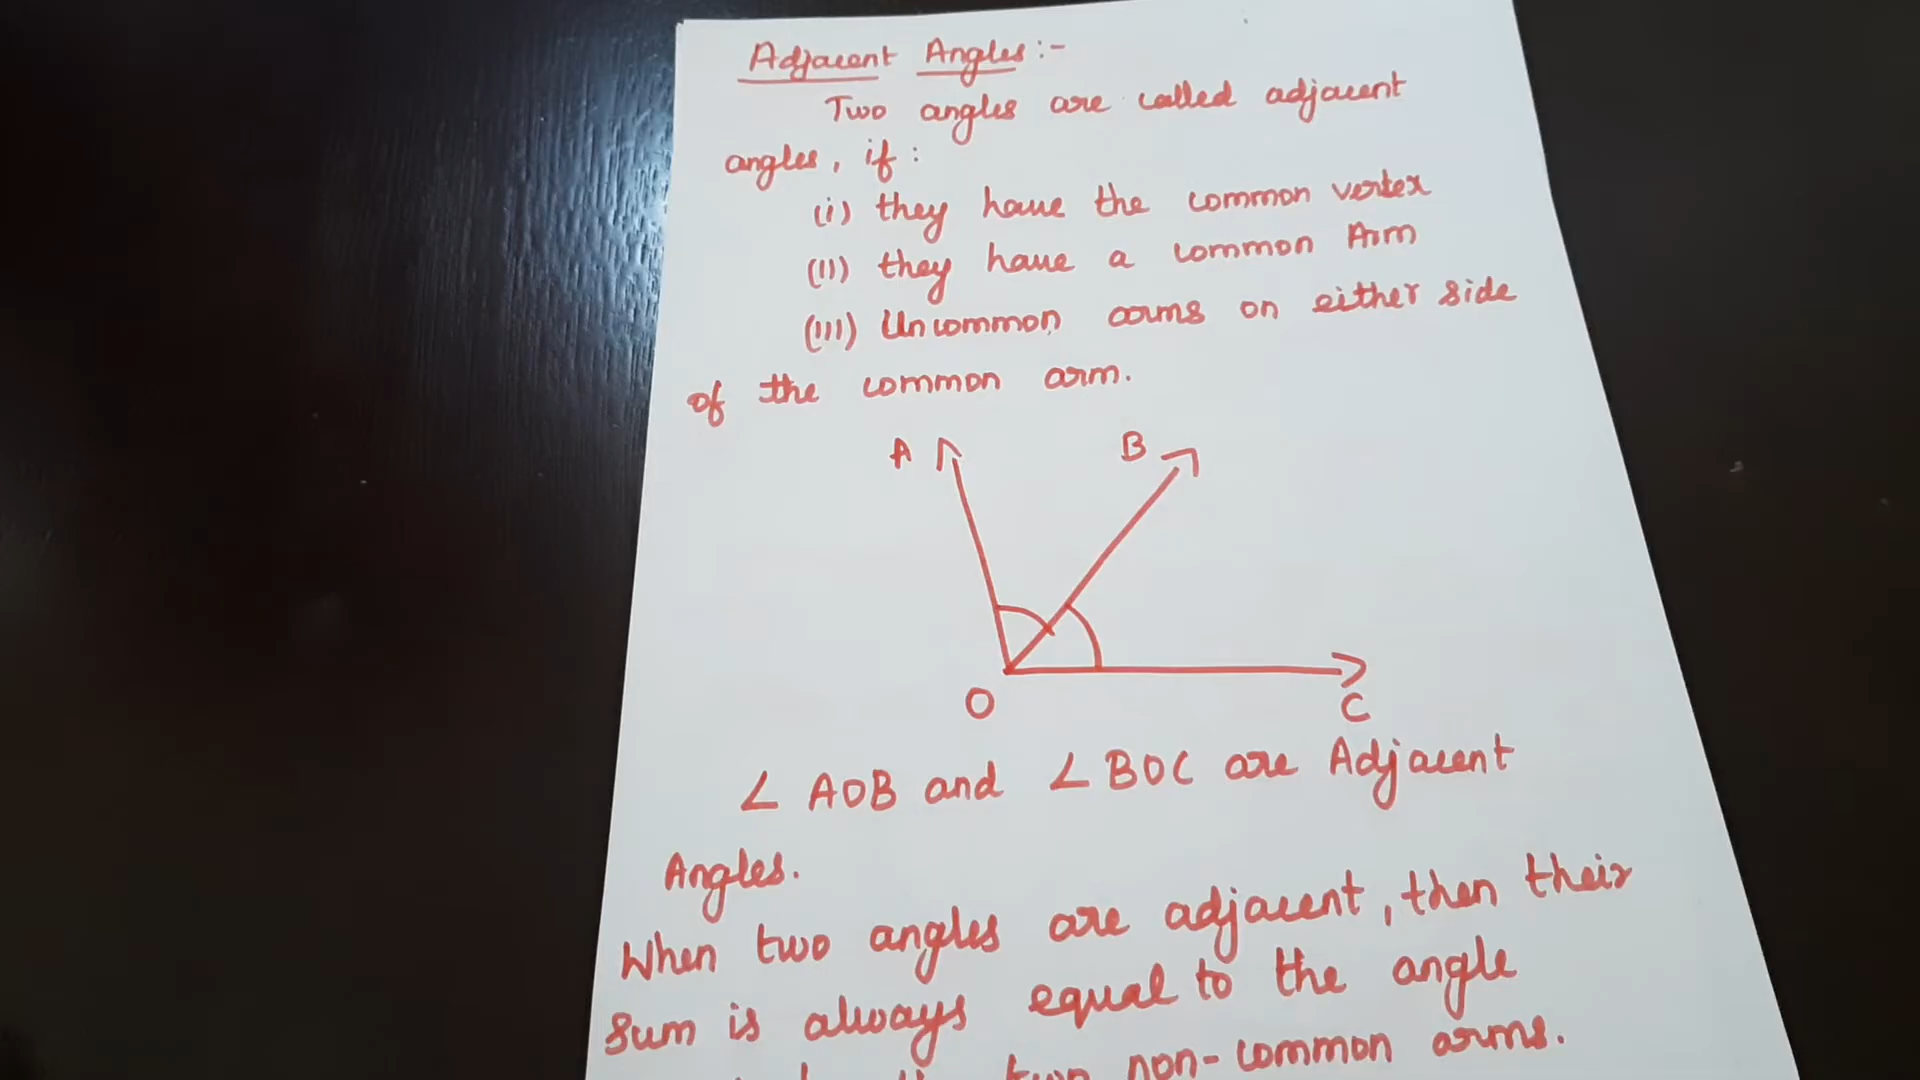 Adjacent Angles:-
Two angles are called adjacent
angles, if:
(i) they have the common vertex
(II) they have a common Arm
(III) Uncommon arms on either side
of the common arm.
A B
O C
∠ AOB and ∠ BOC are Adjacent
Angles.
When two angles are adjacent, then their
Sum is always equal to the angle
two non-common arms.